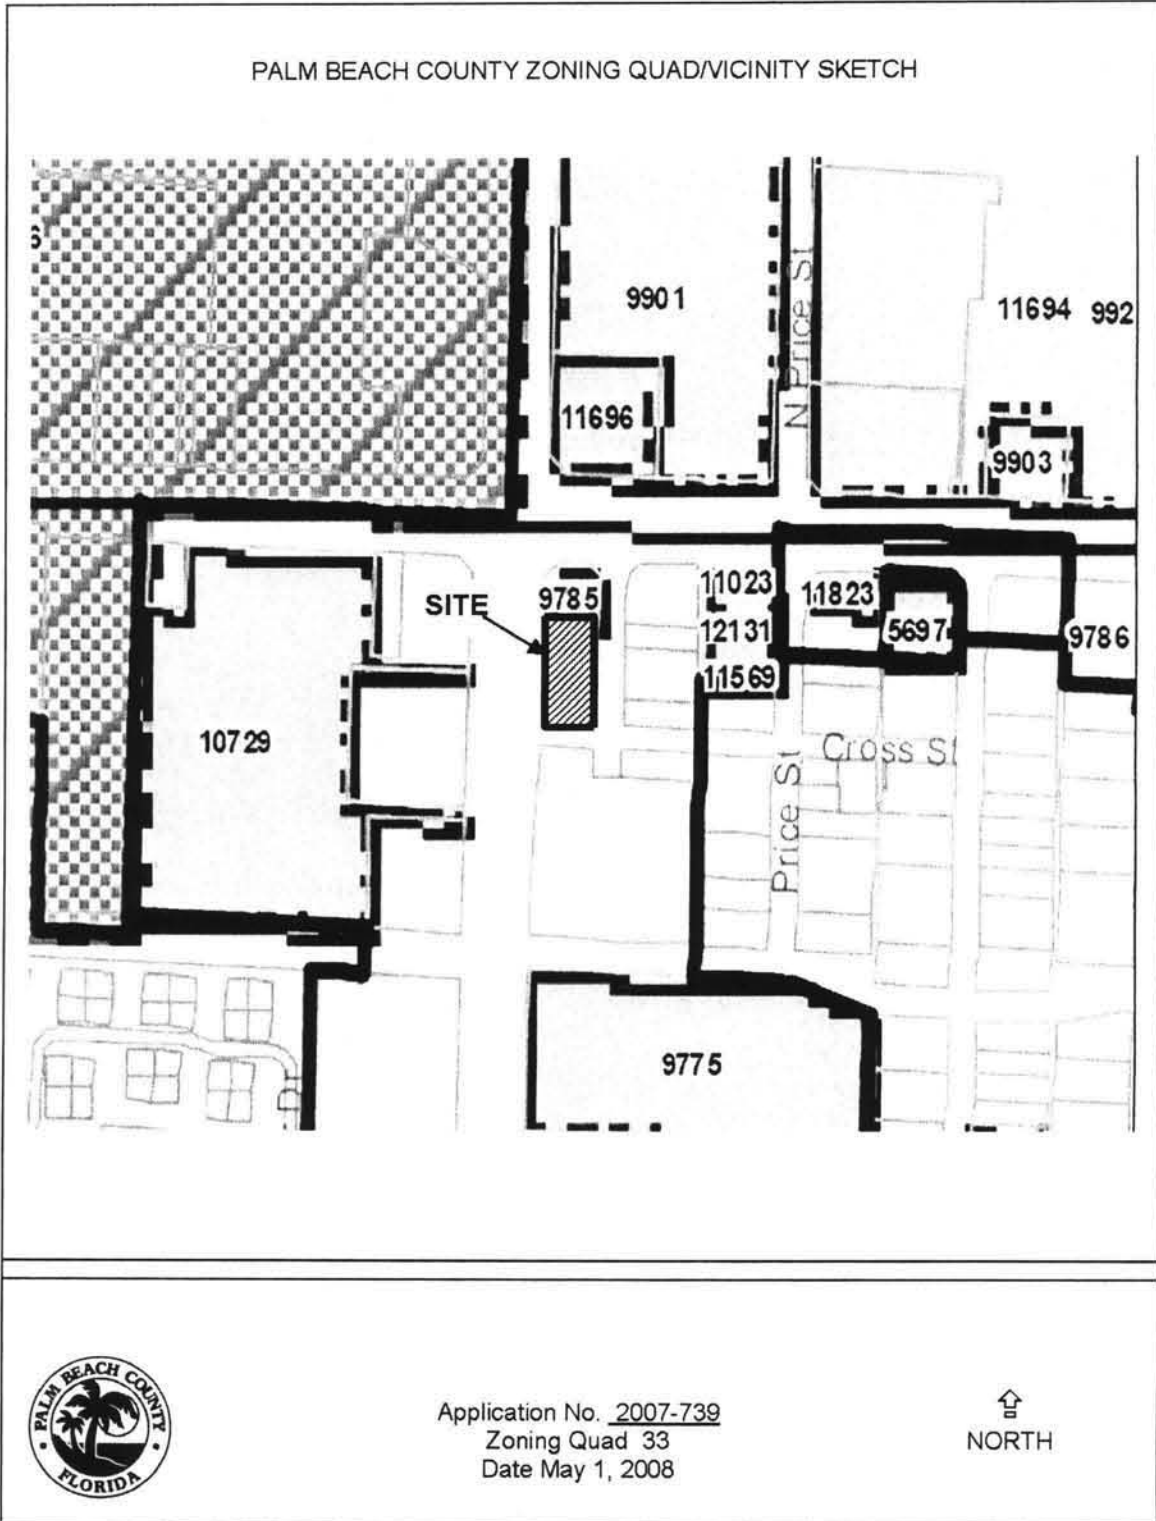 PALM BEACH COUNTY ZONING QUAD/VICINITY SKETCH
6
9901
N Price St
11694 992
11696
9903
SITE
9785
11023
11823
12131
5697
9786
11569
10729
Cross St
Price St
9775
PALM BEACH COUNTY
FLORIDA
Application No. 2007-739
Zoning Quad 33
Date May 1, 2008
NORTH